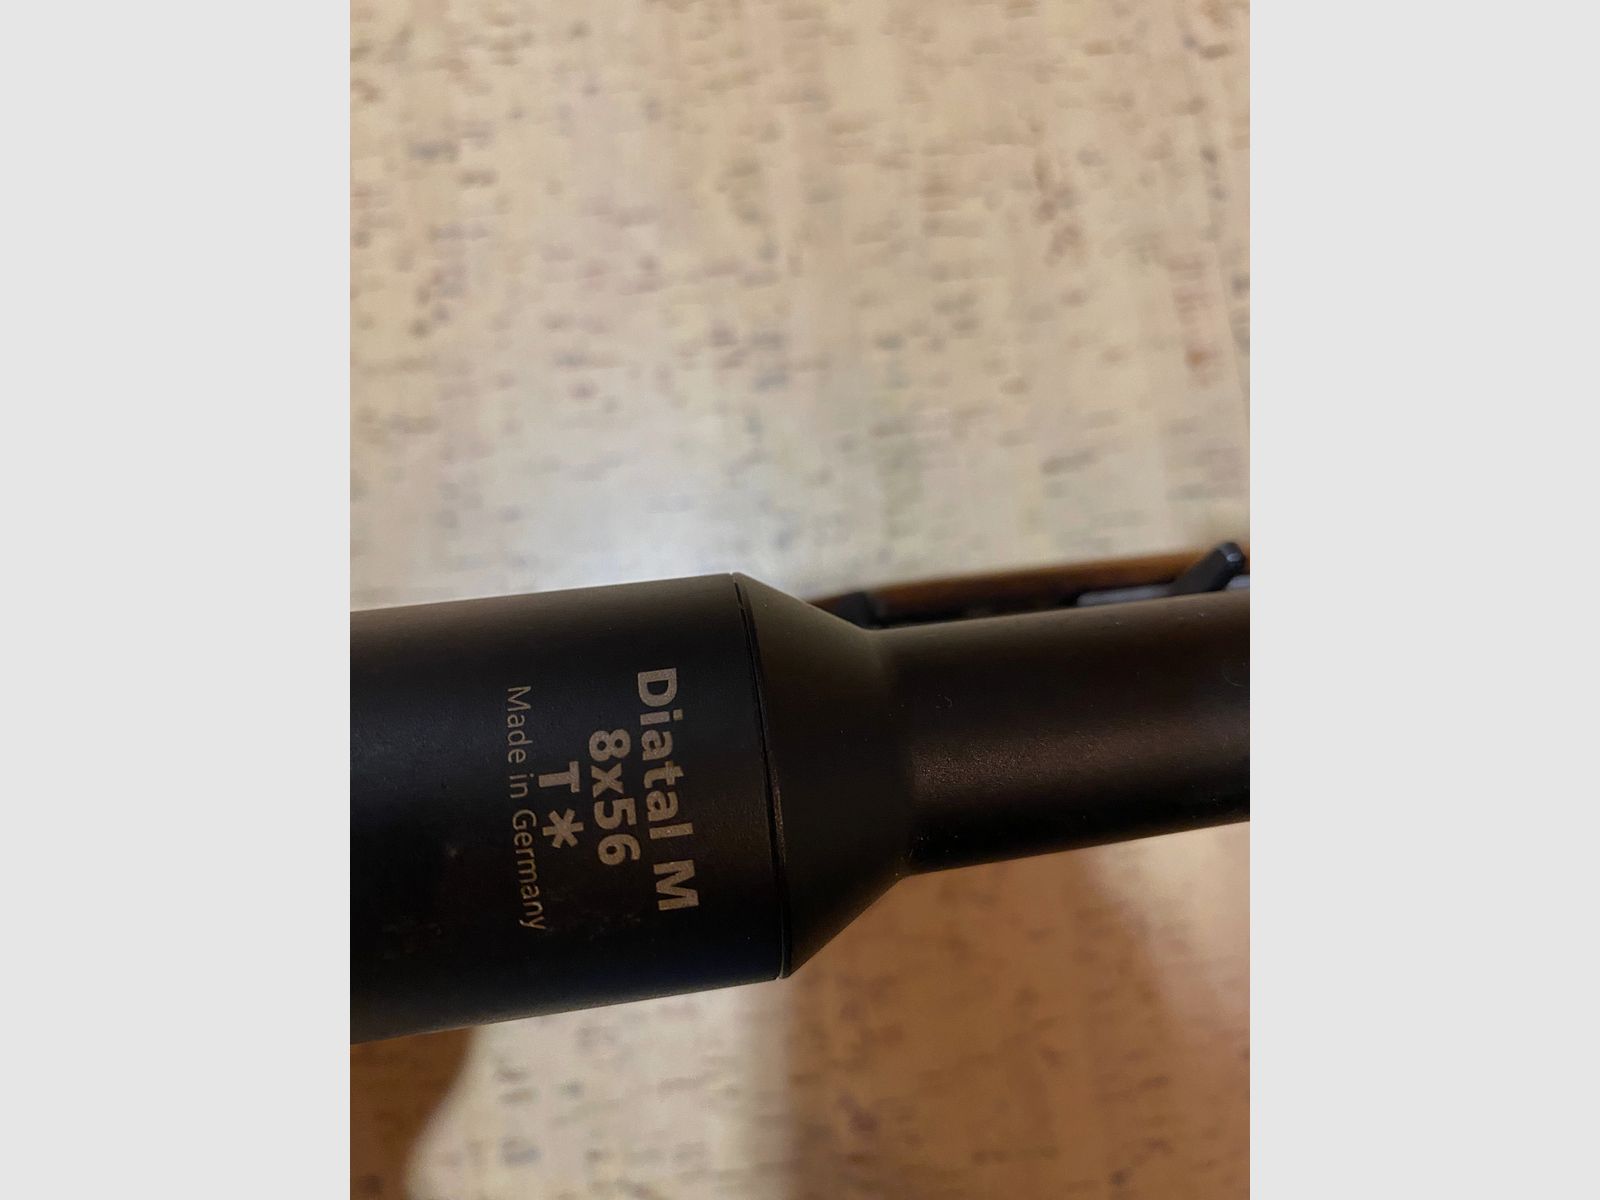 Diatal M
8x56
T*
Made in Germany